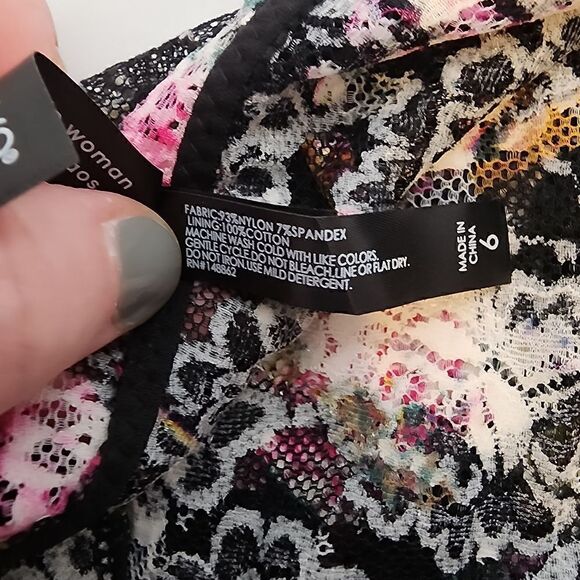 woman
FABRIC:93%NYLON 7%SPANDEX
LINING:100%COTTON
MACHINE WASH COLD WITH LIKE COLORS.
GENTLE CYCLE.DO NOT BLEACH.LINE OR FLAT DRY.
DO NOT IRON.USE MILD DETERGENT.
RN#148862
MADE IN
CHINA
6